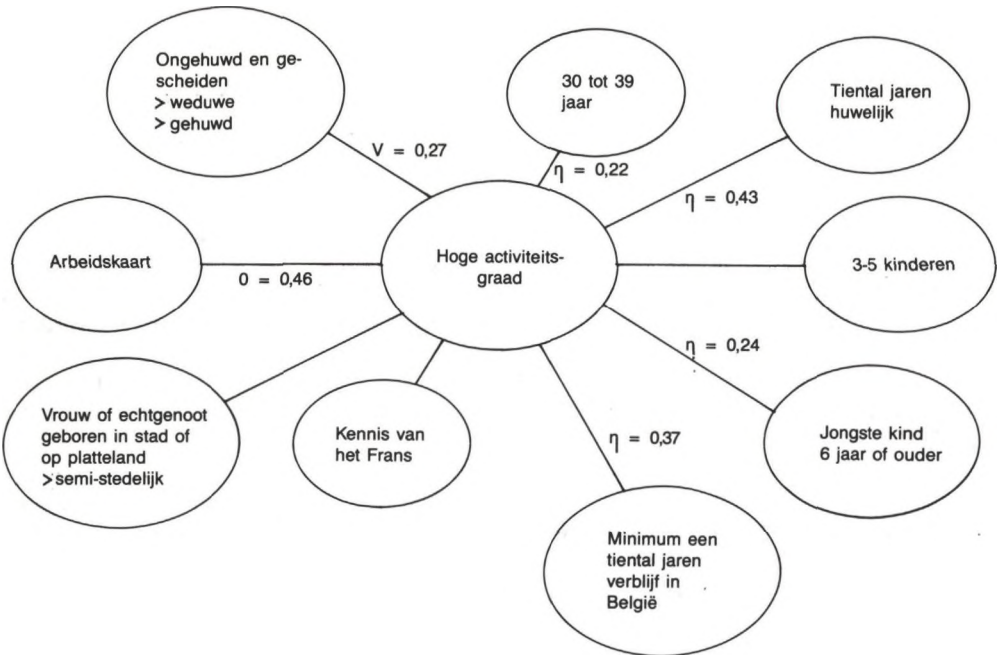 Ongehuwd en ge-
scheiden
> weduwe
> gehuwd
30 tot 39
jaar
Tiental jaren
huwelijk
V = 0,27
η = 0,22
η = 0,43
Arbeidskaart
0 = 0,46
Hoge activiteits-
graad
3-5 kinderen
η = 0,24
Vrouw of echtgenoot
geboren in stad of
op platteland
> semi-stedelijk
Kennis van
het Frans
η = 0,37
Jongste kind
6 jaar of ouder
Minimum een
tiental jaren
verblijf in
België